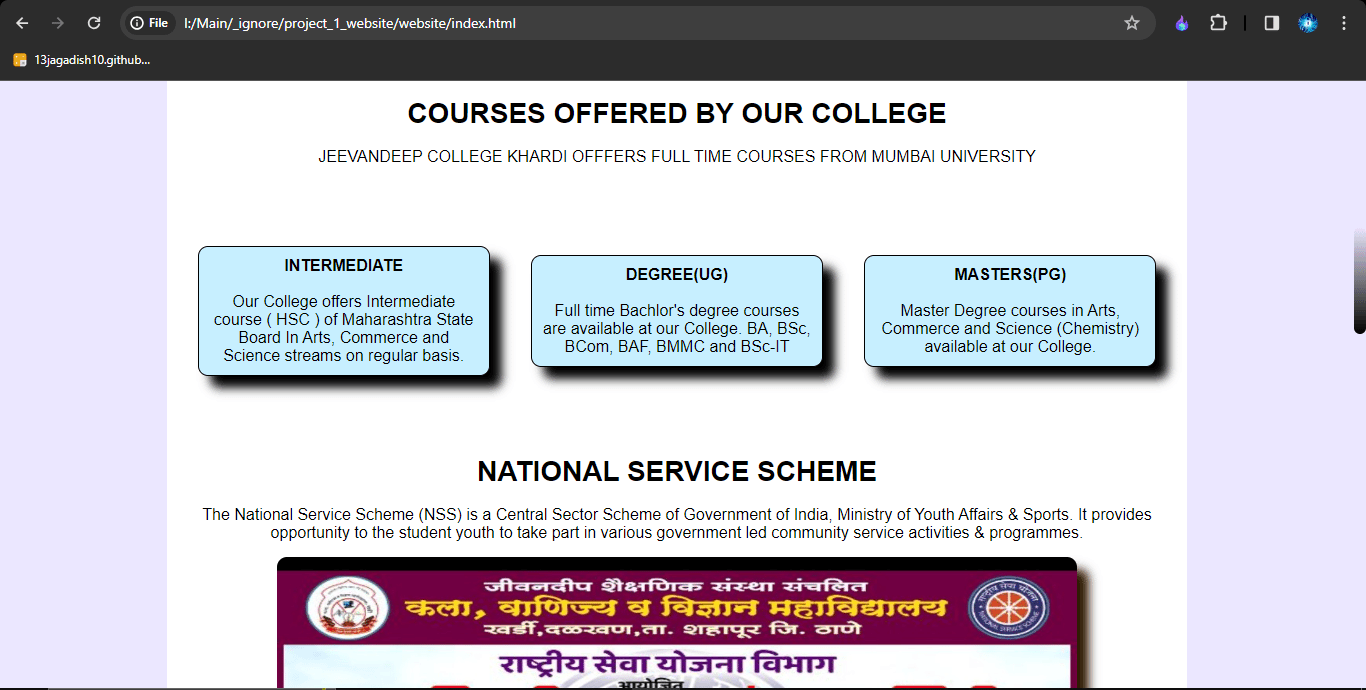 File
I:/Main/_ignore/project_1_website/website/index.html
13jagadish10.github...
COURSES OFFERED BY OUR COLLEGE
JEEVANDEEP COLLEGE KHARDI OFFFERS FULL TIME COURSES FROM MUMBAI UNIVERSITY
INTERMEDIATE
Our College offers Intermediate
course ( HSC ) of Maharashtra State
Board In Arts, Commerce and
Science streams on regular basis.
DEGREE(UG)
Full time Bachlor's degree courses
are available at our College. BA, BSc,
BCom, BAF, BMMC and BSc-IT
MASTERS(PG)
Master Degree courses in Arts,
Commerce and Science (Chemistry)
available at our College.
NATIONAL SERVICE SCHEME
The National Service Scheme (NSS) is a Central Sector Scheme of Government of India, Ministry of Youth Affairs & Sports. It provides
opportunity to the student youth to take part in various government led community service activities & programmes.
जीवनदीप शैक्षणिक संस्था संचलित
कला, वाणिज्य व विज्ञान महाविद्यालय
खर्डी,दळखण,ता. शहापूर जि. ठाणे
राष्ट्रीय सेवा योजना विभाग
आयोजित